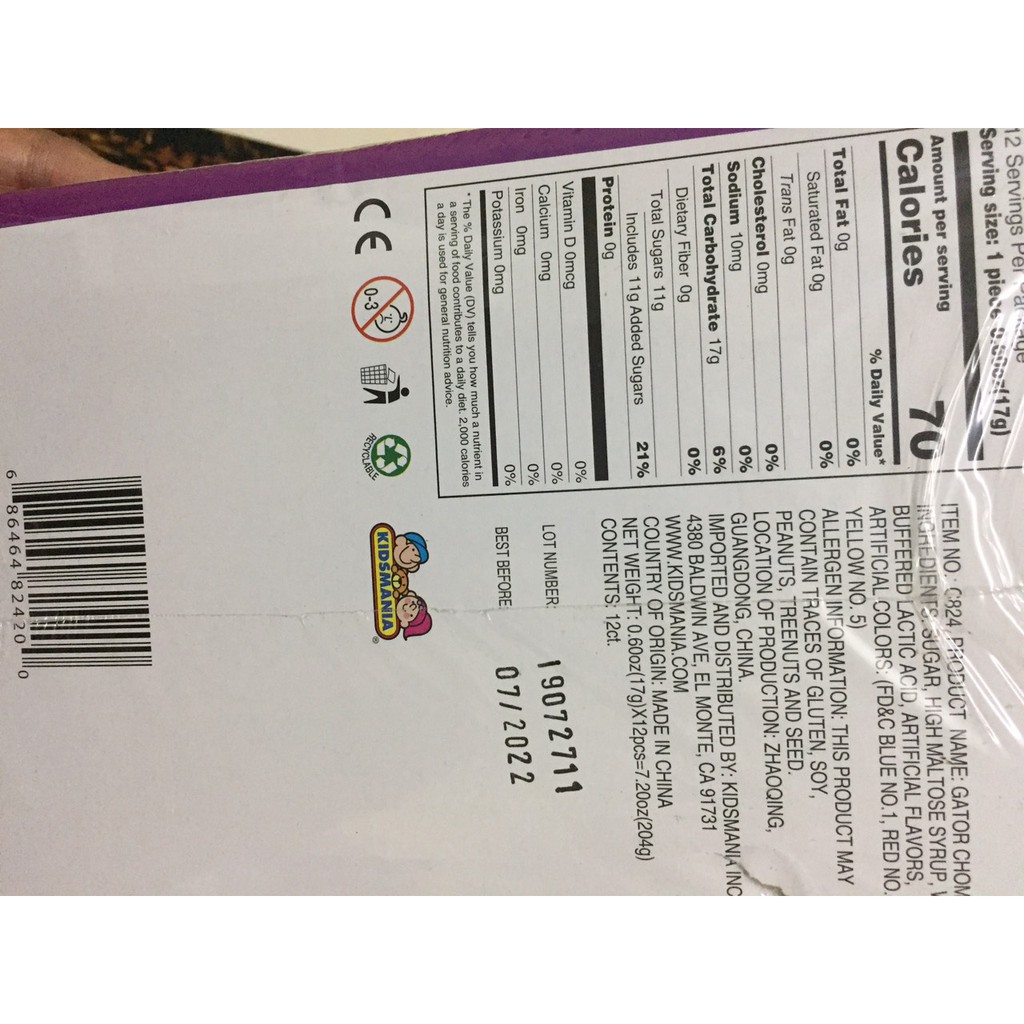 12 Servings Per
Serving size: 1 piece 0.60oz(17g)
Amount per serving
Calories 70
% Daily Value*
Total Fat 0g 0%
Saturated Fat 0g 0%
Trans Fat 0g
Cholesterol 0mg 0%
Sodium 10mg 0%
Total Carbohydrate 17g 6%
Dietary Fiber 0g 0%
Total Sugars 11g
Includes 11g Added Sugars 21%
Protein 0g
Vitamin D 0mcg 0%
Calcium 0mg 0%
Iron 0mg 0%
Potassium 0mg 0%
* The % Daily Value (DV) tells you how much a nutrient in
a serving of food contributes to a daily diet. 2,000 calories
a day is used for general nutrition advice.
CE
0-3
RECYCLABLE
KIDSMANIA®
ITEM NO.: C824 PRODUCT NAME: GATOR CHOM
INGREDIENTS: SUGAR, HIGH MALTOSE SYRUP,
BUFFERED LACTIC ACID, ARTIFICIAL FLAVORS,
ARTIFICIAL COLORS: (FD&C BLUE NO.1, RED NO.
YELLOW NO. 5)
ALLERGEN INFORMATION: THIS PRODUCT MAY
CONTAIN TRACES OF GLUTEN, SOY,
PEANUTS, TREENUTS AND SEED.
LOCATION OF PRODUCTION: ZHAOQING,
GUANGDONG, CHINA.
IMPORTED AND DISTRIBUTED BY: KIDSMANIA INC
4380 BALDWIN AVE, EL MONTE, CA 91731
WWW.KIDSMANIA.COM
COUNTRY OF ORIGIN: MADE IN CHINA
NET WEIGHT: 0.60oz(17g)X12pcs=7.20oz(204g)
CONTENTS: 12ct.
LOT NUMBER: 19072711
BEST BEFORE 07/2022
6 86464 82420 0